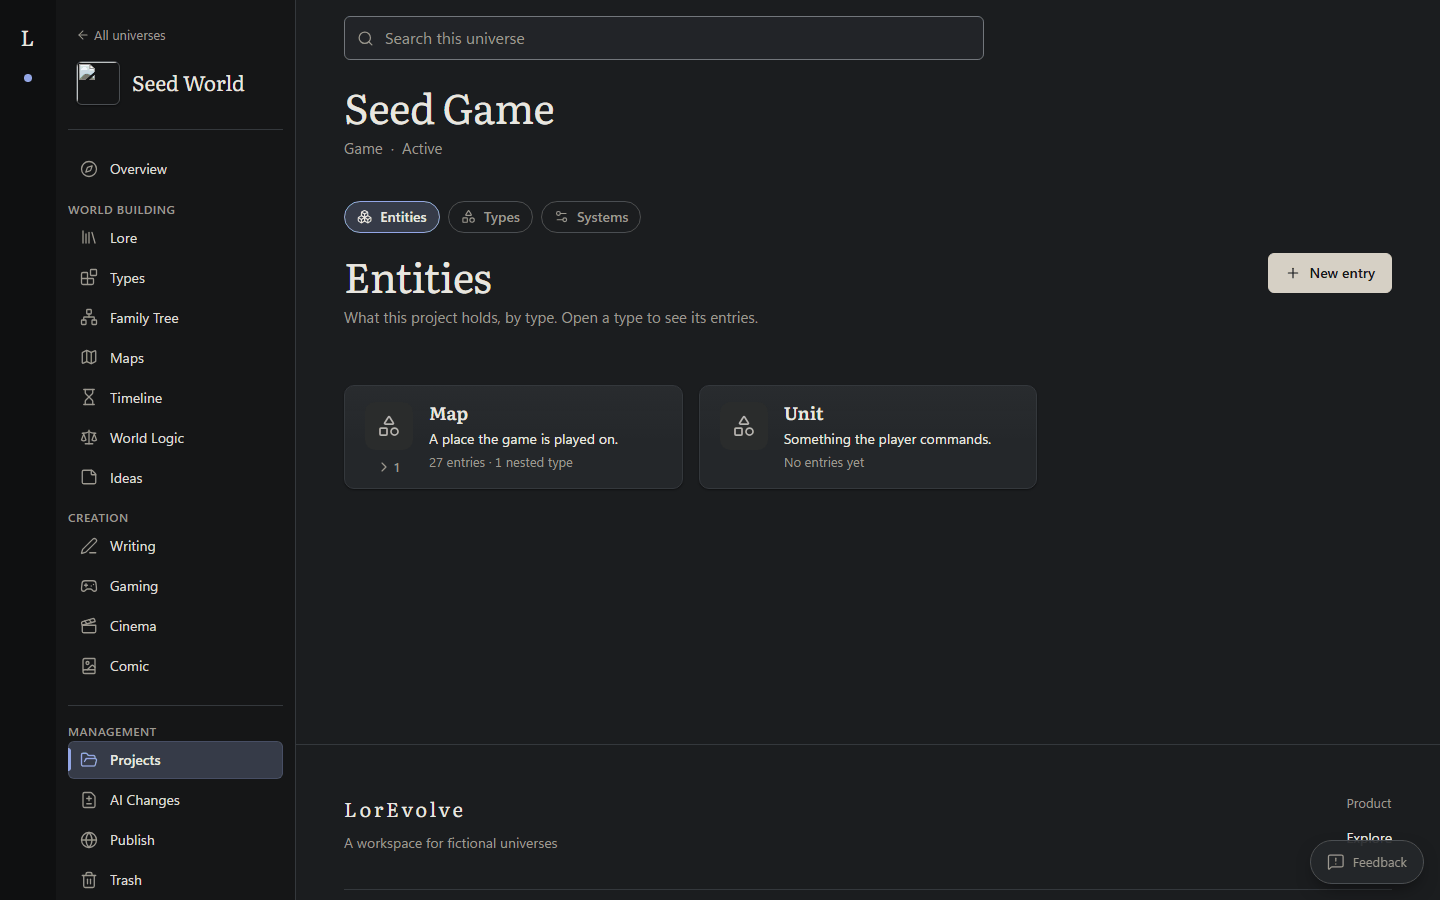 L
All universes
Seed World
Overview
WORLD BUILDING
Lore
Types
Family Tree
Maps
Timeline
World Logic
Ideas
CREATION
Writing
Gaming
Cinema
Comic
MANAGEMENT
Projects
AI Changes
Publish
Trash
Search this universe
Seed Game
Game · Active
Entities
Types
Systems
Entities
New entry
What this project holds, by type. Open a type to see its entries.
Map
A place the game is played on.
27 entries · 1 nested type
1
Unit
Something the player commands.
No entries yet
LorEvolve
A workspace for fictional universes
Product
Explore
Feedback